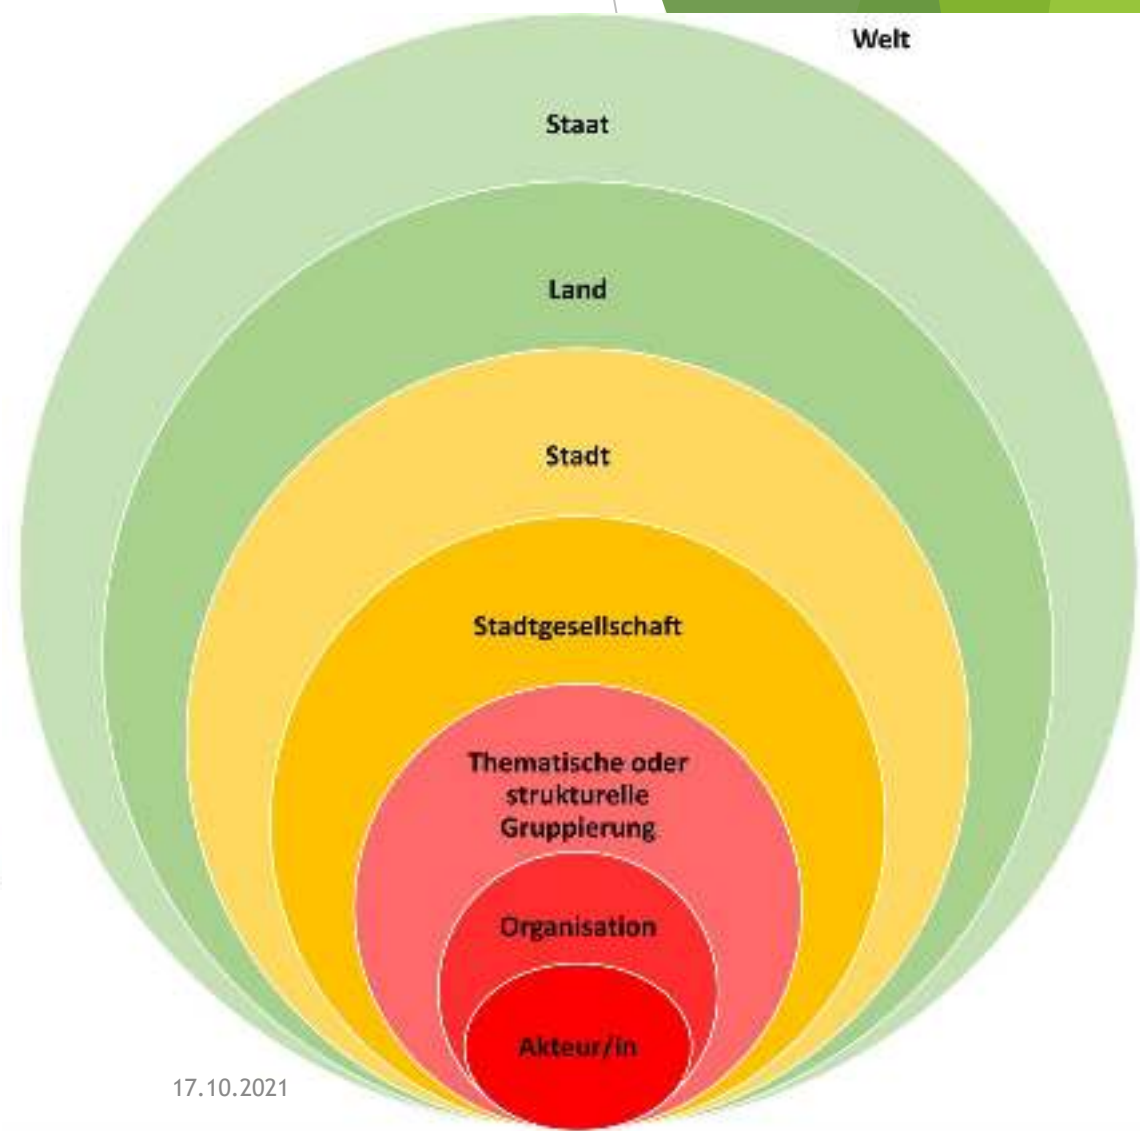 Welt
Staat
Land
Stadt
Stadtgesellschaft
Thematische oder
strukturelle
Gruppierung
Organisation
Akteur/in
17.10.2021